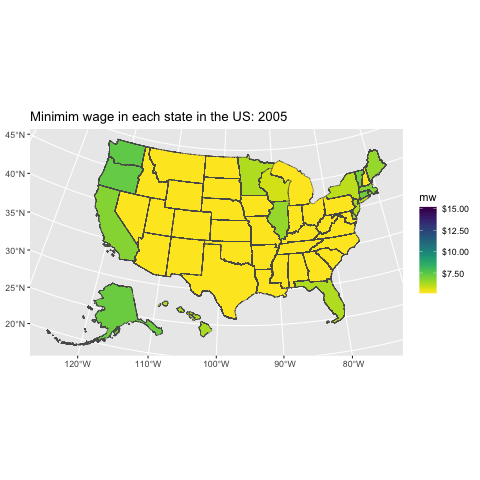 Minimim wage in each state in the US: 2005
45°N
40°N
35°N
30°N
25°N
20°N
120°W
110°W
100°W
90°W
80°W
mw
$15.00
$12.50
$10.00
$7.50